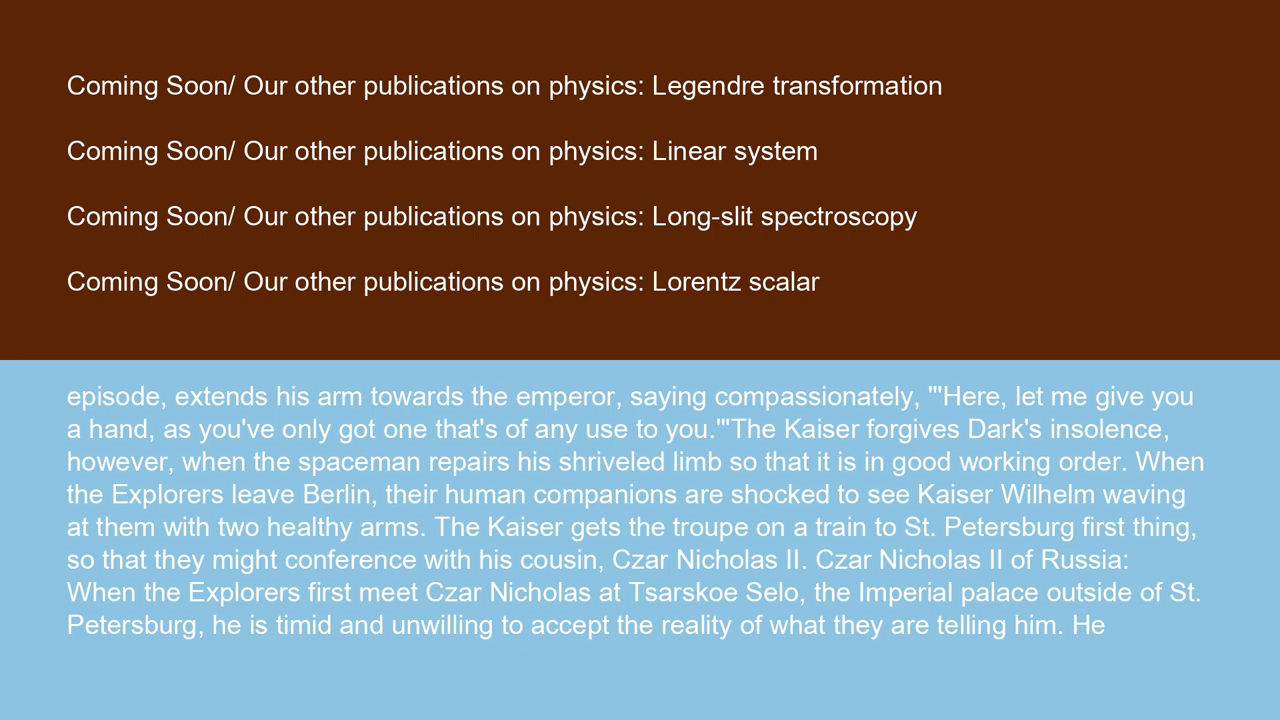 Coming Soon/ Our other publications on physics: Legendre transformation
Coming Soon/ Our other publications on physics: Linear system
Coming Soon/ Our other publications on physics: Long-slit spectroscopy
Coming Soon/ Our other publications on physics: Lorentz scalar
episode, extends his arm towards the emperor, saying compassionately, "'Here, let me give you
a hand, as you've only got one that's of any use to you."'The Kaiser forgives Dark's insolence,
however, when the spaceman repairs his shriveled limb so that it is in good working order. When
the Explorers leave Berlin, their human companions are shocked to see Kaiser Wilhelm waving
at them with two healthy arms. The Kaiser gets the troupe on a train to St. Petersburg first thing,
so that they might conference with his cousin, Czar Nicholas II. Czar Nicholas II of Russia:
When the Explorers first meet Czar Nicholas at Tsarskoe Selo, the Imperial palace outside of St.
Petersburg, he is timid and unwilling to accept the reality of what they are telling him. He